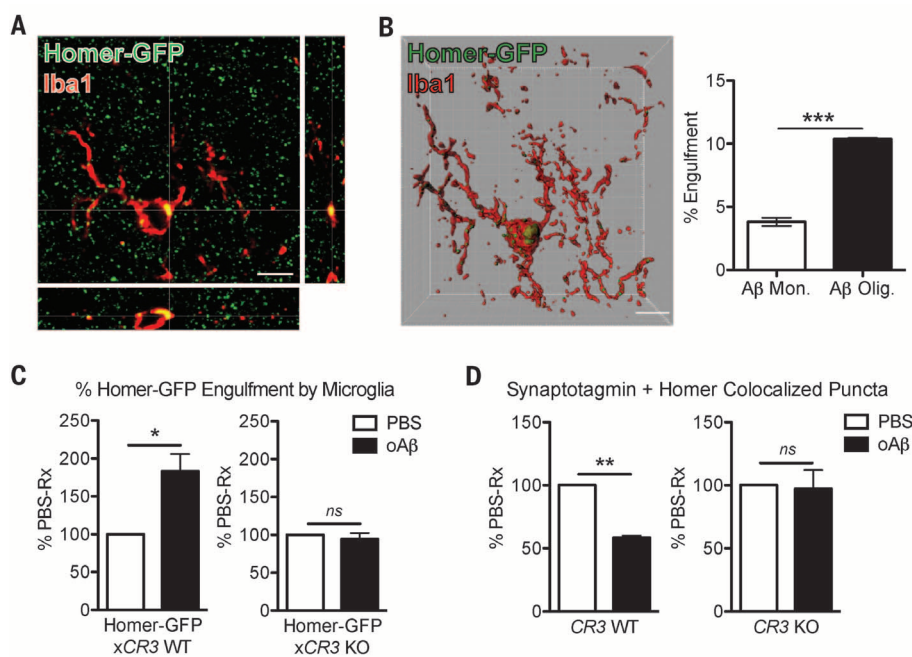 A
Homer-GFP
Iba1
B
Homer-GFP
Iba1
% Engulfment
15
10
5
0
***
Aβ Mon.
Aβ Olig.
C
% Homer-GFP Engulfment by Microglia
% PBS-Rx
250
200
150
100
50
0
*
PBS
oAβ
Homer-GFP
xCR3 WT
% PBS-Rx
250
200
150
100
50
0
ns
Homer-GFP
xCR3 KO
D
Synaptotagmin + Homer Colocalized Puncta
% PBS-Rx
150
100
50
0
**
CR3 WT
PBS
oAβ
% PBS-Rx
150
100
50
0
ns
CR3 KO